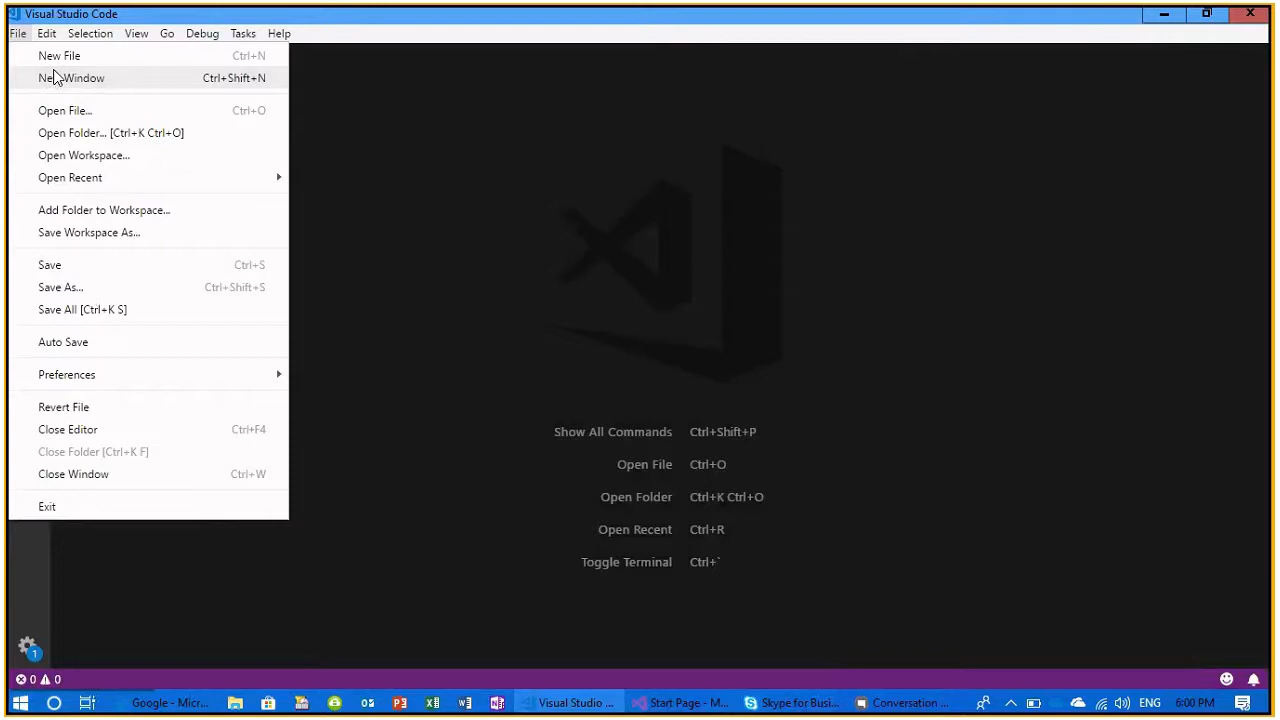 Visual Studio Code
File Edit Selection View Go Debug Tasks Help
New File Ctrl+N
New Window Ctrl+Shift+N
Open File... Ctrl+O
Open Folder... [Ctrl+K Ctrl+O]
Open Workspace...
Open Recent
Add Folder to Workspace...
Save Workspace As...
Save Ctrl+S
Save As... Ctrl+Shift+S
Save All [Ctrl+K S]
Auto Save
Preferences
Revert File
Close Editor Ctrl+F4
Close Folder [Ctrl+K F]
Close Window Ctrl+W
Exit
Show All Commands Ctrl+Shift+P
Open File Ctrl+O
Open Folder Ctrl+K Ctrl+O
Open Recent Ctrl+R
Toggle Terminal Ctrl+`
1
0 0
Google - Micr... Visual Studio ... Start Page - M... Skype for Busi... Conversation ... ENG 6:00 PM